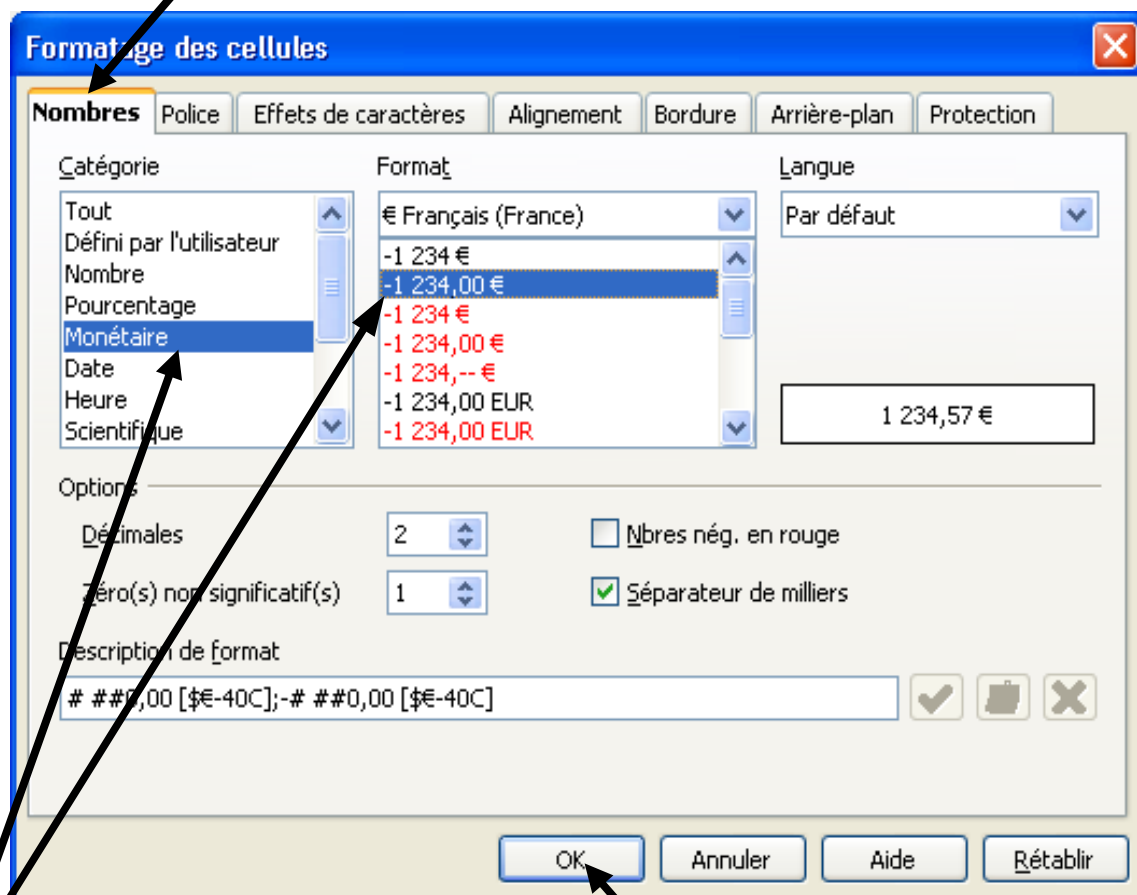 Formatage des cellules
Nombres Police Effets de caractères Alignement Bordure Arrière-plan Protection
Catégorie Format Langue
Tout € Français (France) Par défaut
Défini par l'utilisateur -1 234 €
Nombre -1 234,00 €
Pourcentage -1 234 €
Monétaire -1 234,00 €
Date -1 234,-- €
Heure -1 234,00 EUR 1 234,57 €
Scientifique -1 234,00 EUR
Options
Décimales 2 Nbres nég. en rouge
Zéro(s) non significatif(s) 1 Séparateur de milliers
Description de format
# ##0,00 [$€-40C];-# ##0,00 [$€-40C]
OK Annuler Aide Rétablir